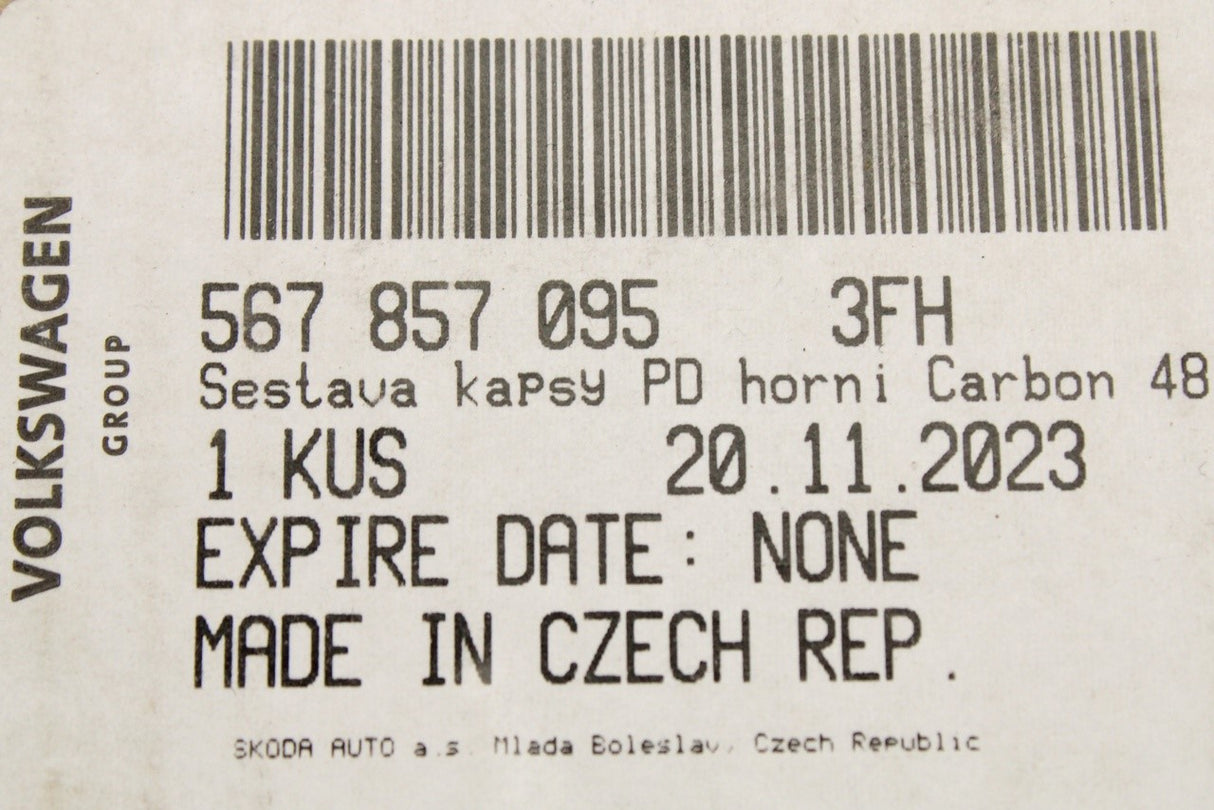 VOLKSWAGEN
GROUP
567 857 095 3FH
Sestava kapsy PD horni Carbon 48
1 KUS 20.11.2023
EXPIRE DATE: NONE
MADE IN CZECH REP.
SKODA AUTO a.s. Mlada Boleslav, Czech Republic